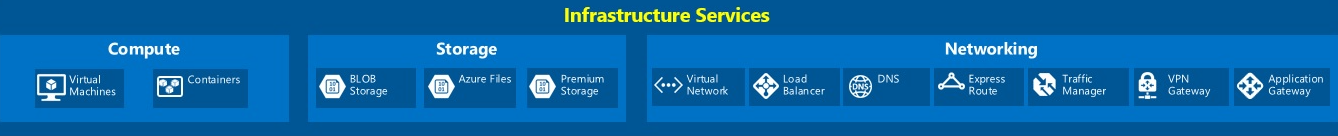 Infrastructure Services
Compute
Virtual
Machines
Containers
Storage
BLOB
Storage
Azure Files
Premium
Storage
Networking
Virtual
Network
Load
Balancer
DNS
DNS
Express
Route
Traffic
Manager
VPN
Gateway
Application
Gateway